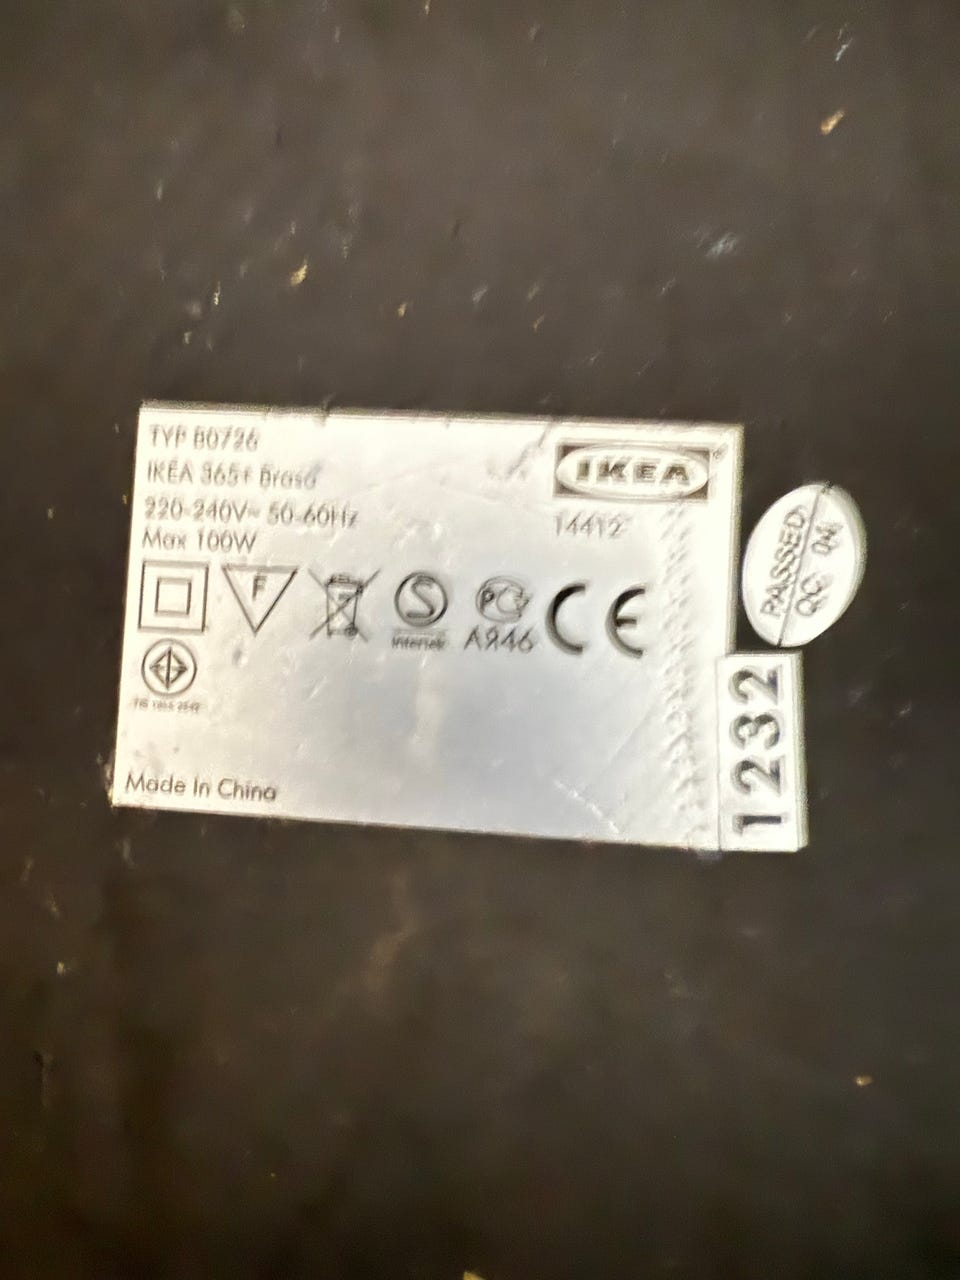 TYP B0726
IKEA 365+ Brasa
220-240V~ 50-60Hz
Max 100W
IKEA
®
14412
F
S
Intertek
PC
A946
CE
Made In China
PASSED
QC 04
1232